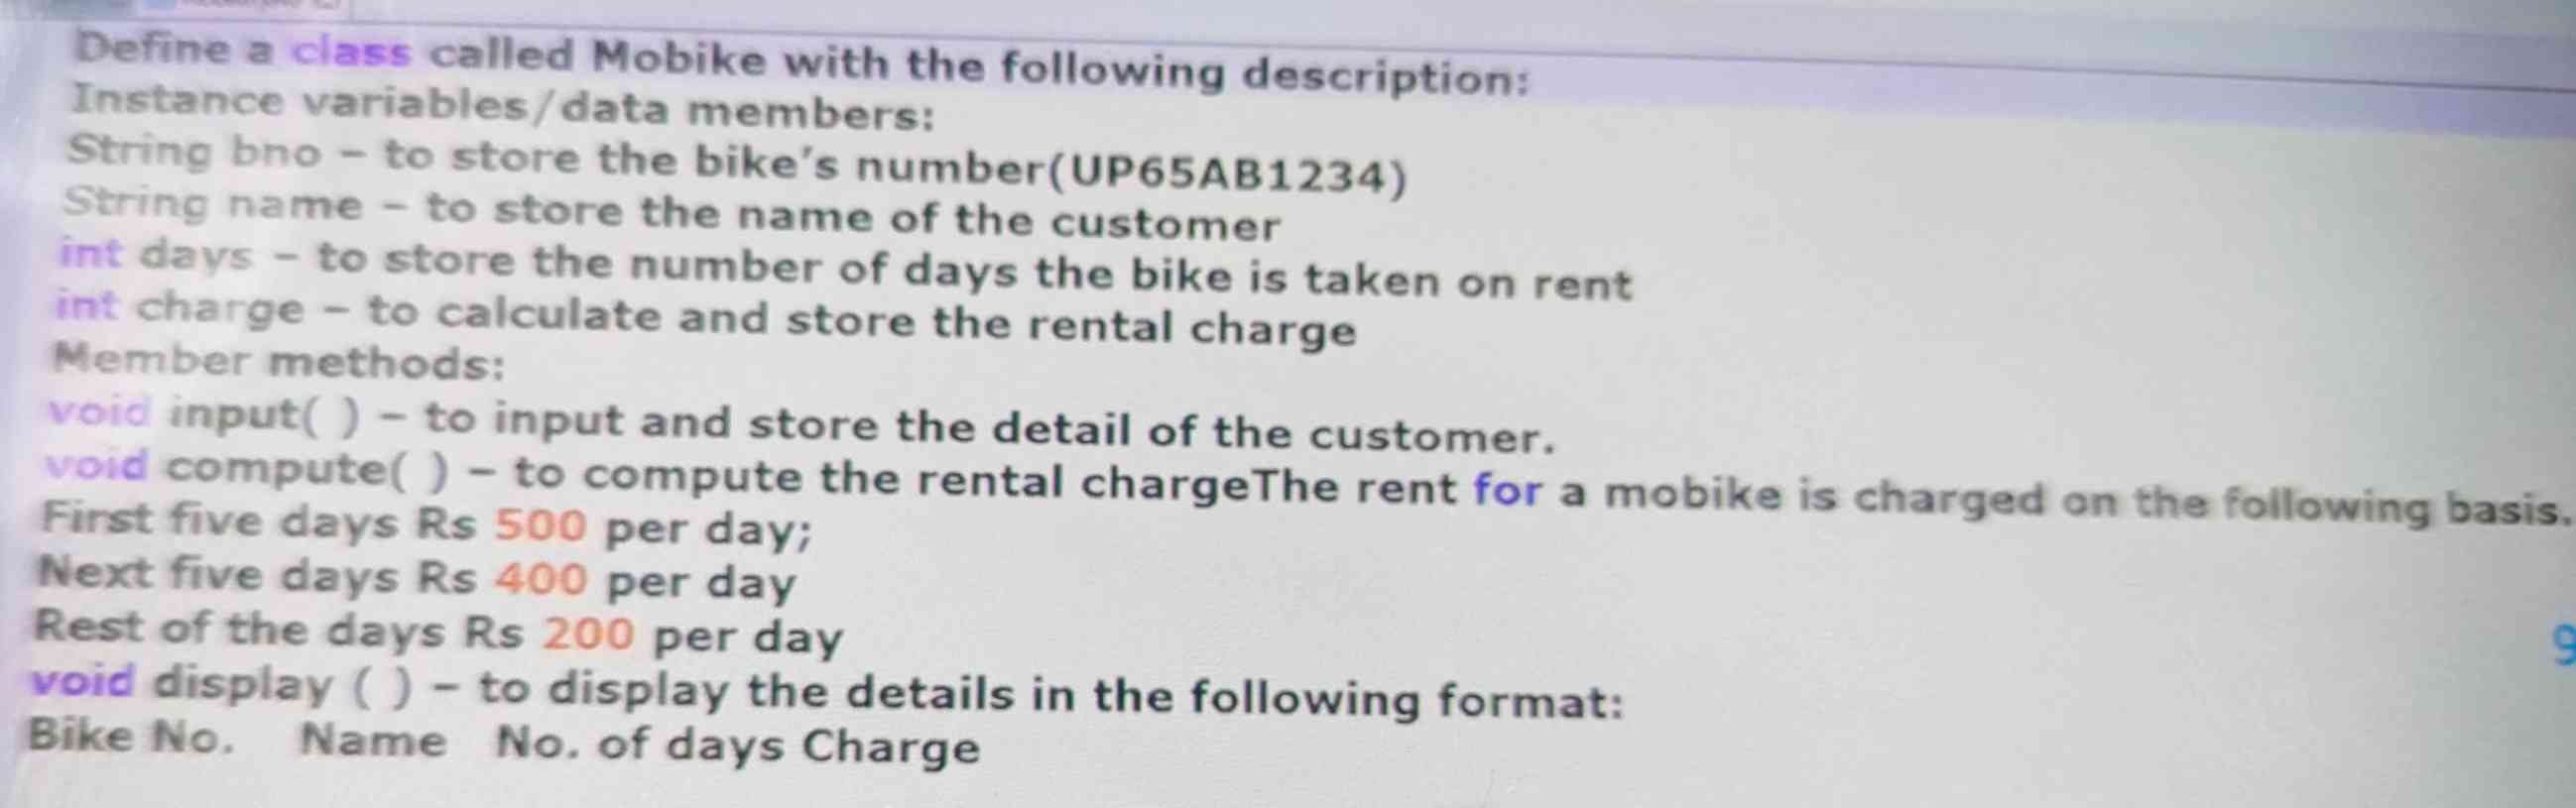 Define a class called Mobike with the following description:
Instance variables/data members:
String bno – to store the bike's number(UP65AB1234)
String name – to store the name of the customer
int days – to store the number of days the bike is taken on rent
int charge – to calculate and store the rental charge
Member methods:
void input( ) – to input and store the detail of the customer.
void compute( ) – to compute the rental chargeThe rent for a mobike is charged on the following basis.
First five days Rs 500 per day;
Next five days Rs 400 per day
Rest of the days Rs 200 per day
void display ( ) – to display the details in the following format:
Bike No. Name No. of days Charge
9